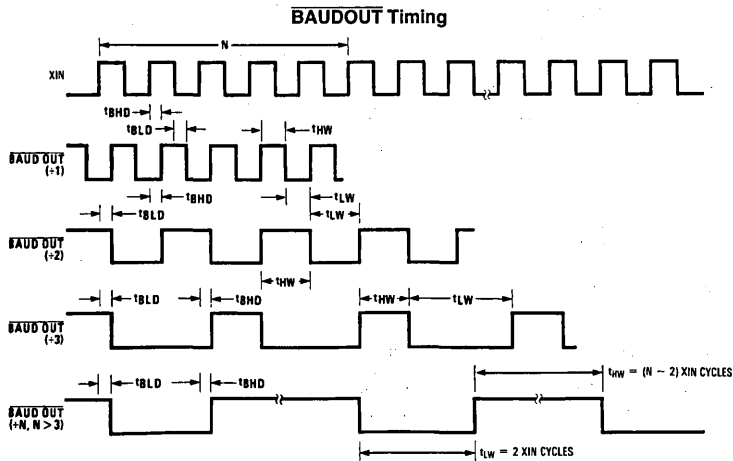 BAUDOUT Timing
N
XIN
tBHD
tBLD
tHW
BAUD OUT
(÷1)
tBHD
tLW
tBLD
tLW
BAUD OUT
(÷2)
tHW
tBLD
tBHD
tHW
tLW
BAUD OUT
(÷3)
tBLD
tBHD
tHW = (N − 2) XIN CYCLES
BAUD OUT
(÷N, N > 3)
tLW = 2 XIN CYCLES